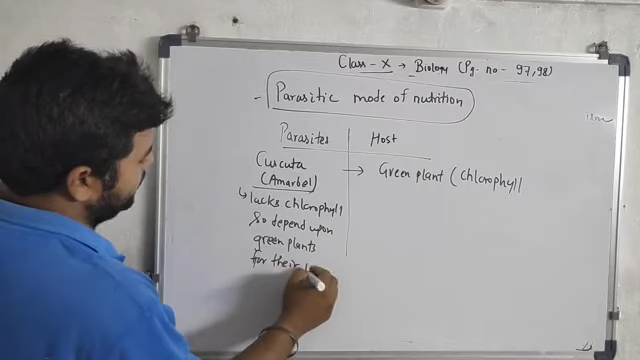 Class-X → Biology (Pg. no - 97,98)
- Parasitic mode of nutrition
Parasites Host
Cuscuta → Green plant (Chlorophyll
(Amarbel)
↳ lacks chlorophyll
So depend upon
green plants
for their